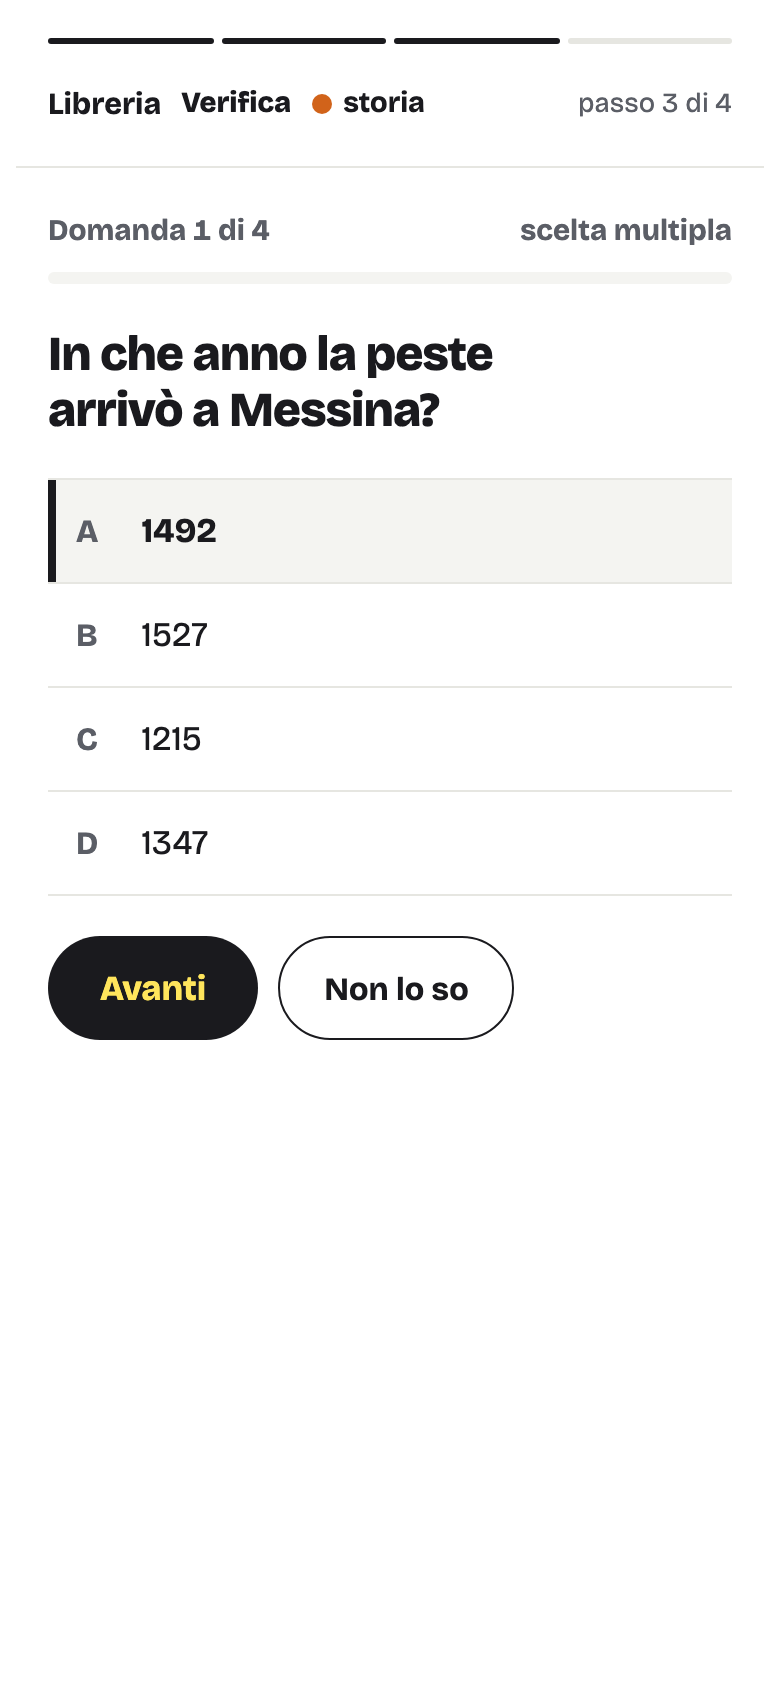 Libreria Verifica storia passo 3 di 4
Domanda 1 di 4 scelta multipla
In che anno la peste
arrivò a Messina?
A 1492
B 1527
C 1215
D 1347
Avanti Non lo so